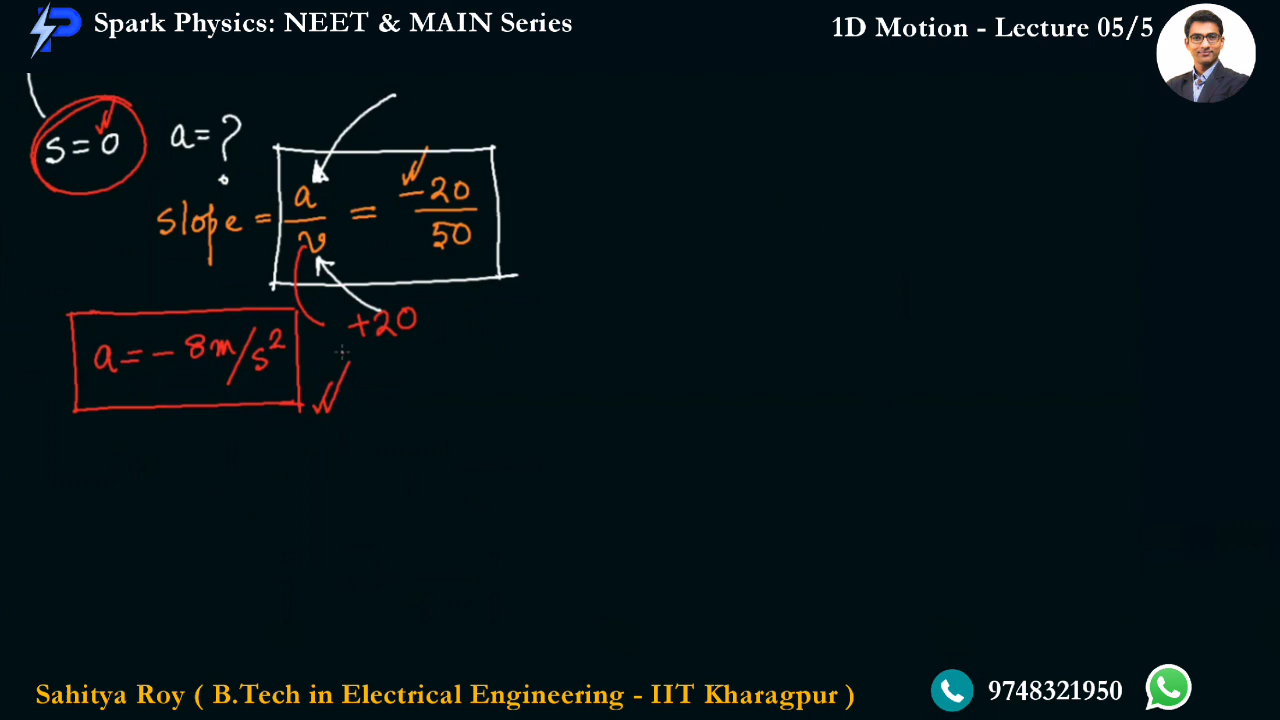 Spark Physics: NEET & MAIN Series
1D Motion - Lecture 05/5
s = 0 a = ?
slope = a/v = -20/50
+20
a = - 8 m/s²
Sahitya Roy ( B.Tech in Electrical Engineering - IIT Kharagpur )
9748321950